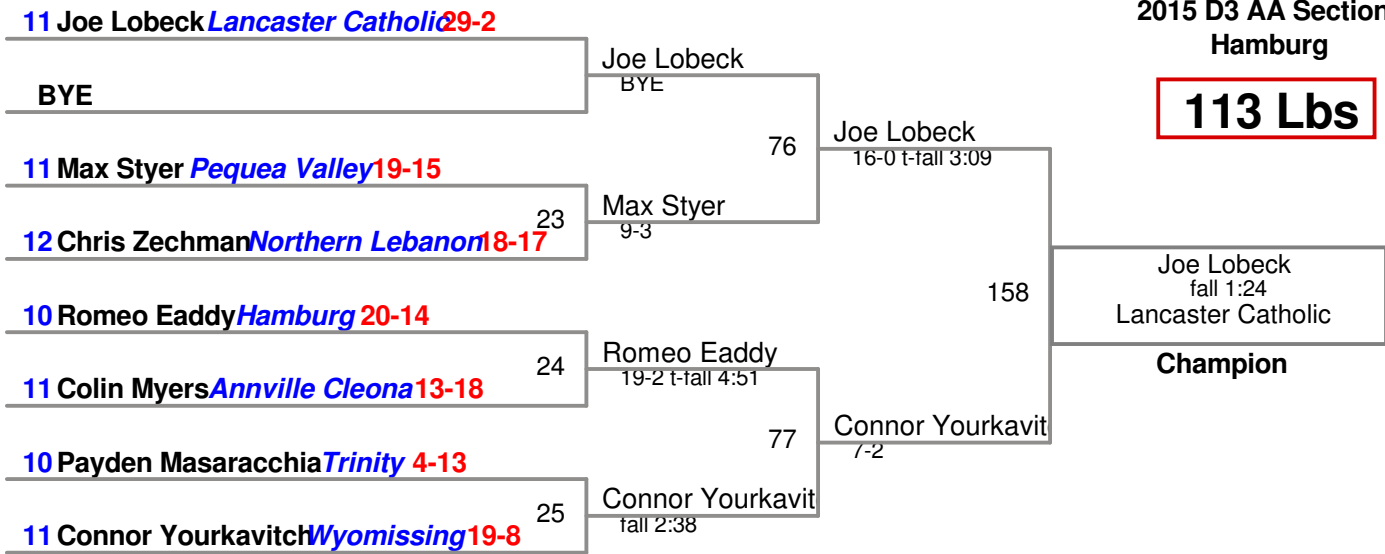 11 Joe Lobeck Lancaster Catholic 29-2
BYE
11 Max Styer Pequea Valley 19-15
12 Chris Zechman Northern Lebanon 18-17
10 Romeo Eaddy Hamburg 20-14
11 Colin Myers Annville Cleona 13-18
10 Payden Masaracchia Trinity 4-13
11 Connor Yourkavitch Wyomissing 19-8
Joe Lobeck
BYE
23
Max Styer
9-3
24
Romeo Eaddy
19-2 t-fall 4:51
25
Connor Yourkavit
fall 2:38
76
Joe Lobeck
16-0 t-fall 3:09
77
Connor Yourkavit
7-2
158
Joe Lobeck
fall 1:24
Lancaster Catholic
Champion
2015 D3 AA Section
Hamburg
113 Lbs